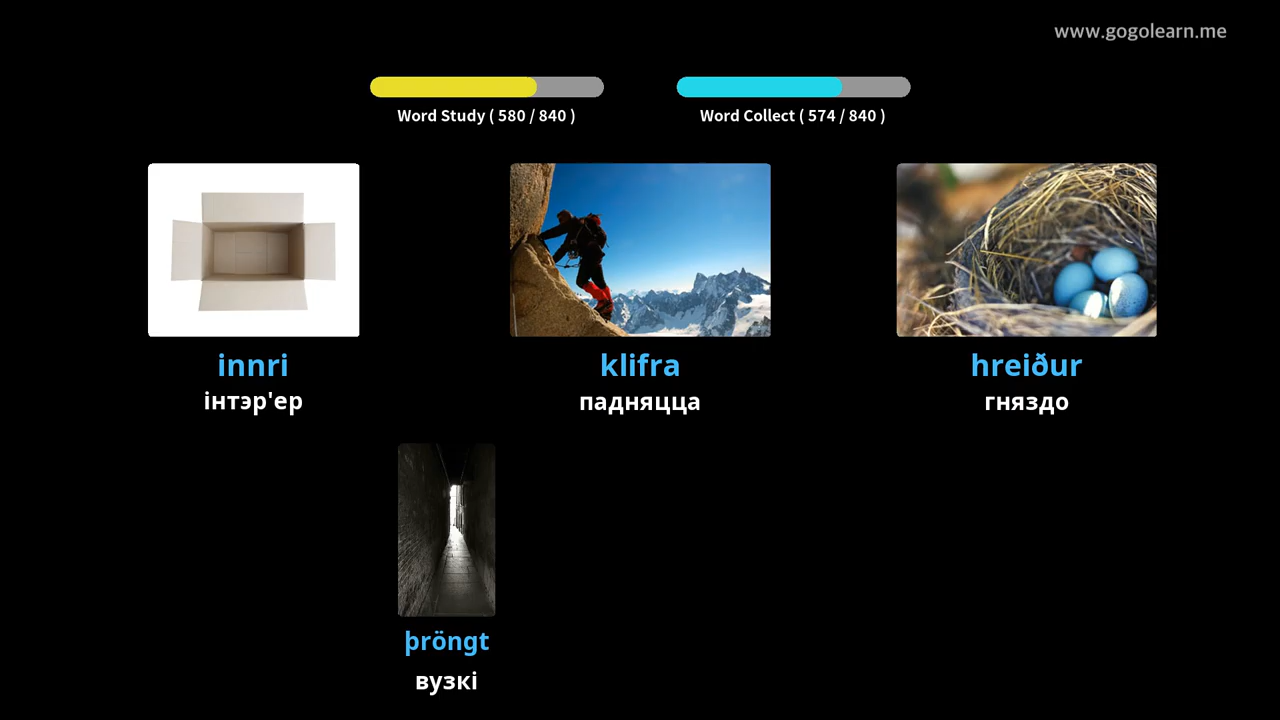 www.gogolearn.me
Word Study ( 580 / 840 )
Word Collect ( 574 / 840 )
innri
інтэр'ер
klifra
падняцца
hreiður
гняздо
þröngt
вузкі